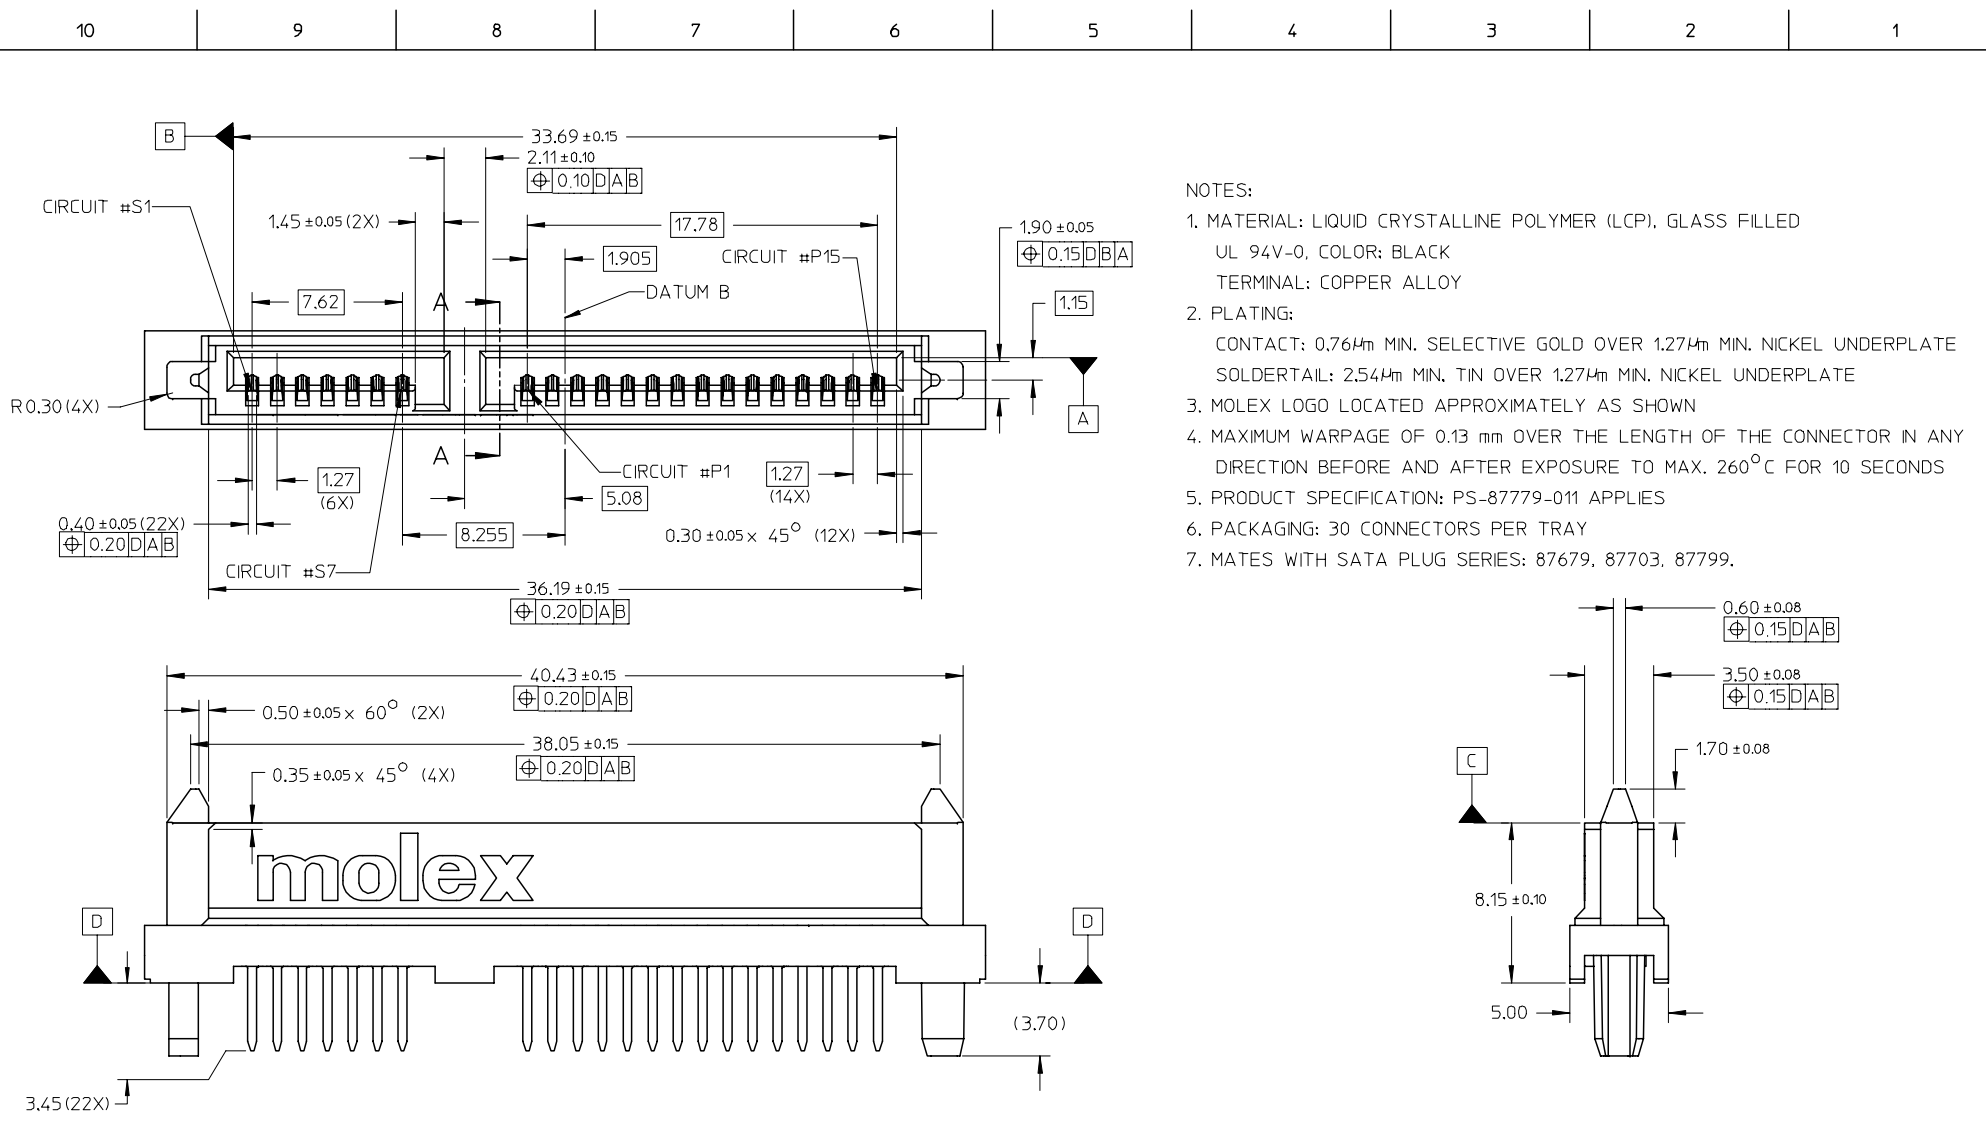 10 9 8 7 6 5 4 3 2 1
B
33.69 ±0.15
2.11 ±0.10
⌖ 0.10 D A B
CIRCUIT #S1
1.45 ±0.05 (2X)
17.78
1.90 ±0.05
⌖ 0.15 D B A
1.905
CIRCUIT #P15
7.62
A
DATUM B
1.15
R 0.30 (4X)
A
A
CIRCUIT #P1
1.27
(6X)
1.27
(14X)
5.08
0.40 ±0.05 (22X)
⌖ 0.20 D A B
8.255
0.30 ±0.05 x 45° (12X)
CIRCUIT #S7
36.19 ±0.15
⌖ 0.20 D A B
NOTES:
1. MATERIAL: LIQUID CRYSTALLINE POLYMER (LCP), GLASS FILLED
UL 94V-0, COLOR: BLACK
TERMINAL: COPPER ALLOY
2. PLATING:
CONTACT: 0.76µm MIN. SELECTIVE GOLD OVER 1.27µm MIN. NICKEL UNDERPLATE
SOLDERTAIL: 2.54µm MIN. TIN OVER 1.27µm MIN. NICKEL UNDERPLATE
3. MOLEX LOGO LOCATED APPROXIMATELY AS SHOWN
4. MAXIMUM WARPAGE OF 0.13 mm OVER THE LENGTH OF THE CONNECTOR IN ANY
DIRECTION BEFORE AND AFTER EXPOSURE TO MAX. 260°C FOR 10 SECONDS
5. PRODUCT SPECIFICATION: PS-87779-011 APPLIES
6. PACKAGING: 30 CONNECTORS PER TRAY
7. MATES WITH SATA PLUG SERIES: 87679, 87703, 87799.
40.43 ±0.15
⌖ 0.20 D A B
0.50 ±0.05 x 60° (2X)
38.05 ±0.15
⌖ 0.20 D A B
0.35 ±0.05 x 45° (4X)
molex
D
D
(3.70)
3.45 (22X)
0.60 ±0.08
⌖ 0.15 D A B
3.50 ±0.08
⌖ 0.15 D A B
1.70 ±0.08
C
8.15 ±0.10
5.00